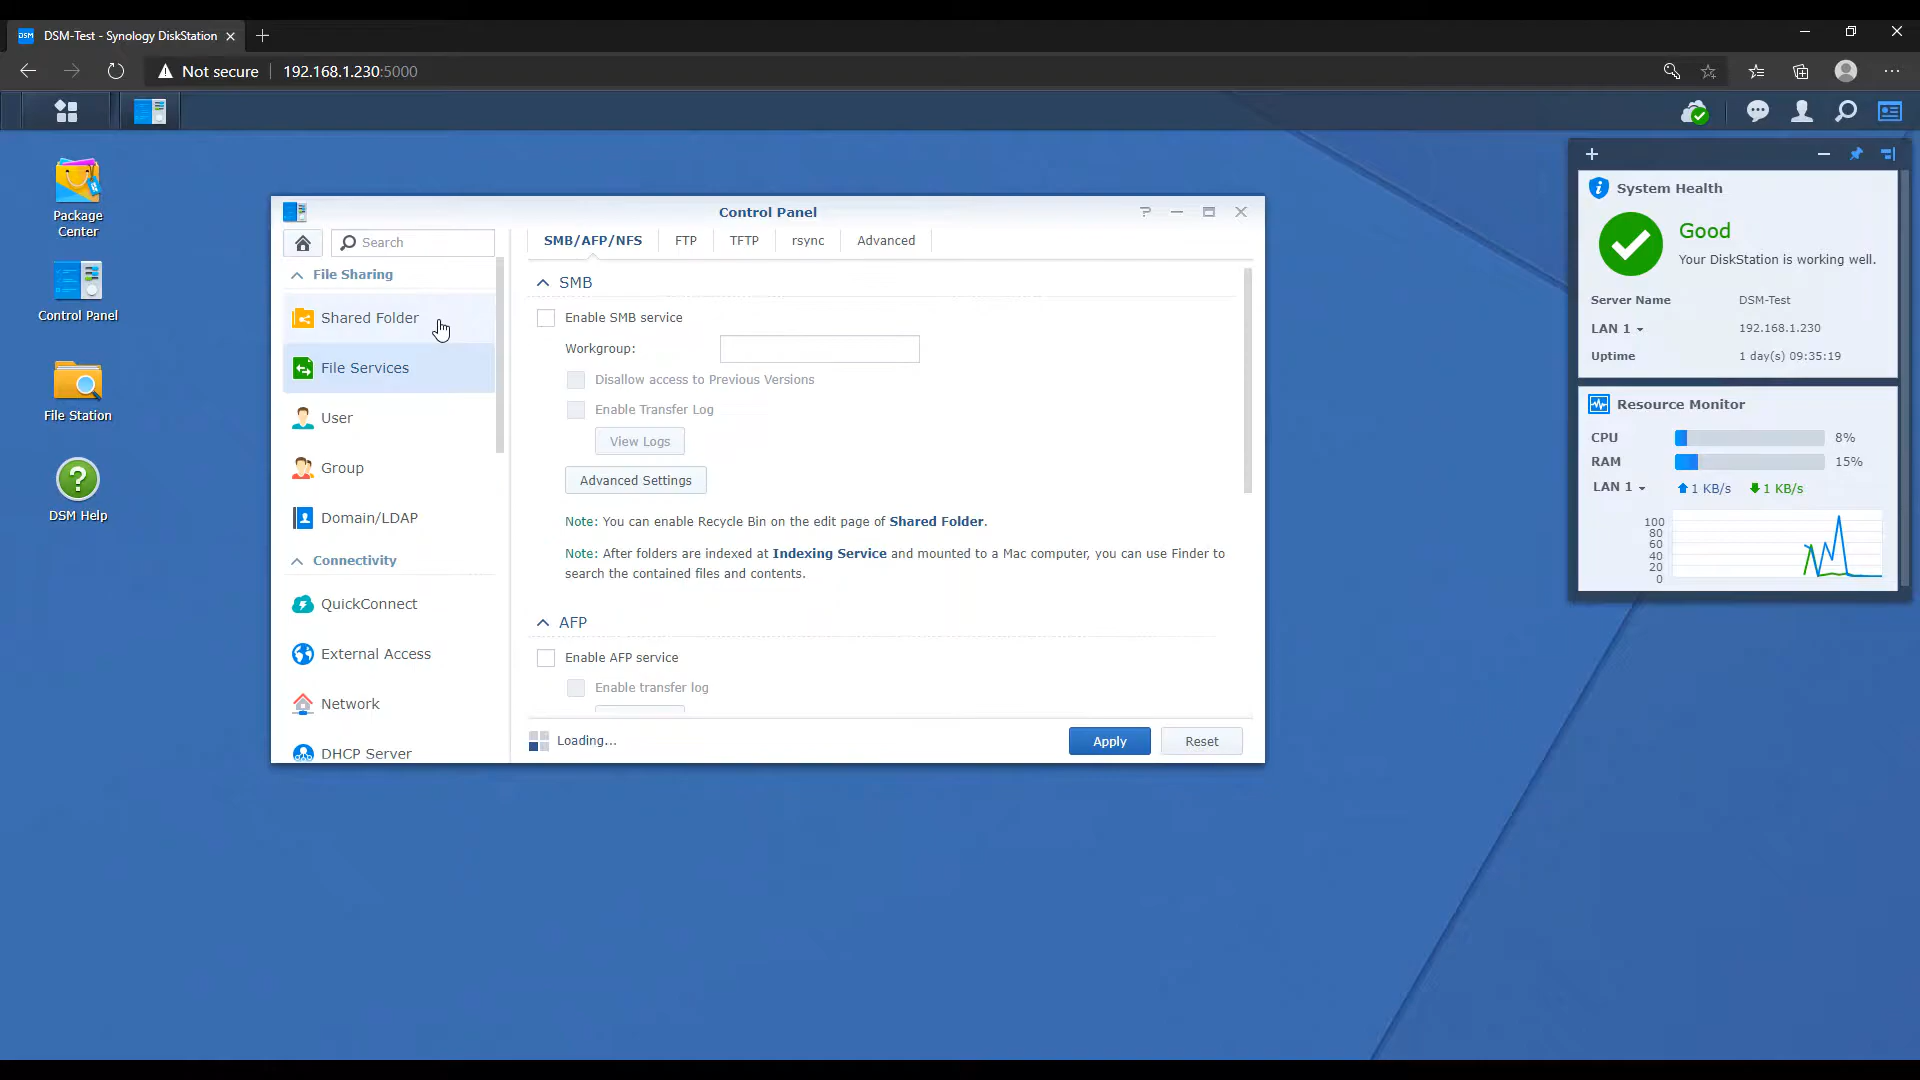 DSM-Test - Synology DiskStation
Not secure
192.168.1.230:5000
Package
Center
Control Panel
File Station
DSM Help
Control Panel
Search
File Sharing
Shared Folder
File Services
User
Group
Domain/LDAP
Connectivity
QuickConnect
External Access
Network
DHCP Server
SMB/AFP/NFS
FTP
TFTP
rsync
Advanced
SMB
Enable SMB service
Workgroup:
Disallow access to Previous Versions
Enable Transfer Log
View Logs
Advanced Settings
Note: You can enable Recycle Bin on the edit page of Shared Folder.
Note: After folders are indexed at Indexing Service and mounted to a Mac computer, you can use Finder to
search the contained files and contents.
AFP
Enable AFP service
Enable transfer log
Loading...
Apply
Reset
System Health
Good
Your DiskStation is working well.
Server Name DSM-Test
LAN 1 192.168.1.230
Uptime 1 day(s) 09:35:19
Resource Monitor
CPU 8%
RAM 15%
LAN 1 1 KB/s 1 KB/s
100
80
60
40
20
0